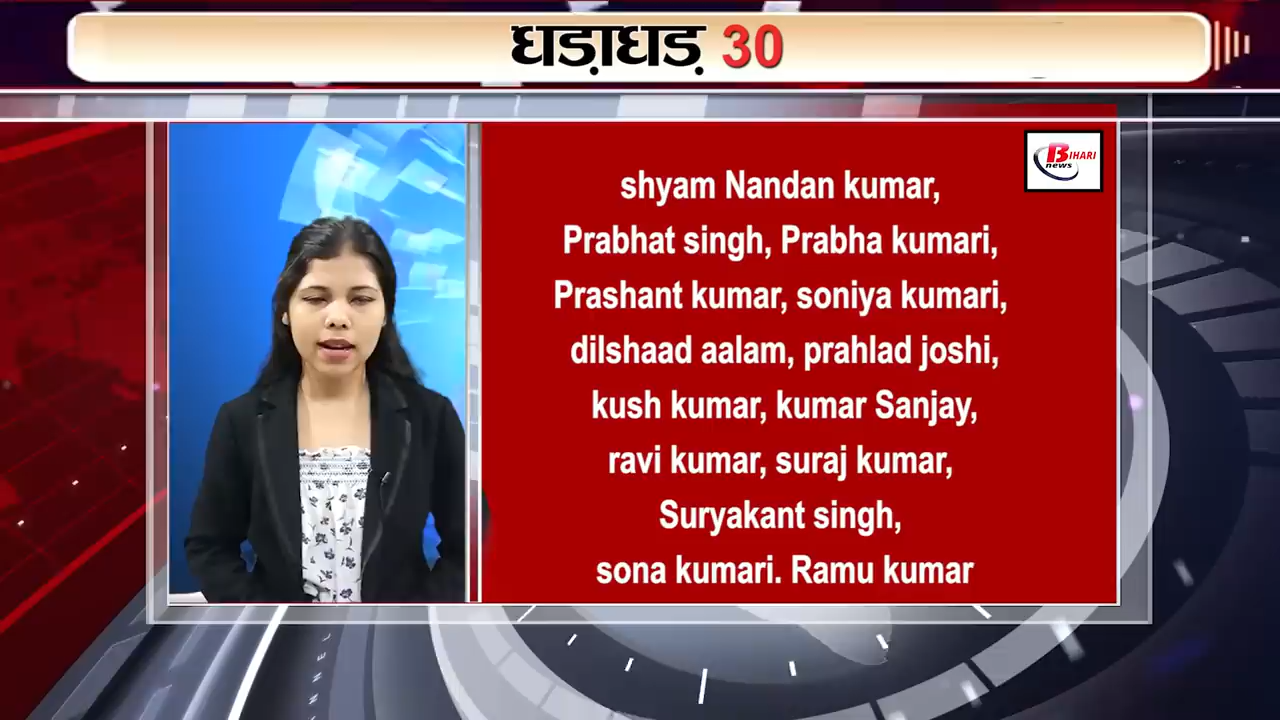 धड़ाधड़ 30
BIHARI
news
shyam Nandan kumar,
Prabhat singh, Prabha kumari,
Prashant kumar, soniya kumari,
dilshaad aalam, prahlad joshi,
kush kumar, kumar Sanjay,
ravi kumar, suraj kumar,
Suryakant singh,
sona kumari. Ramu kumar